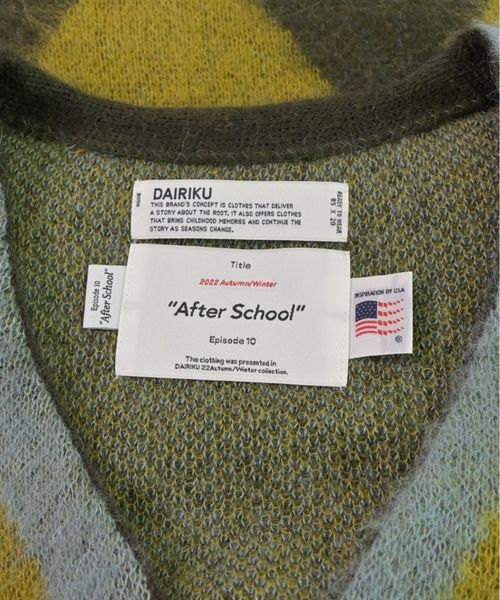 DAIRIKU
THIS BRAND'S CONCEPT IS CLOTHES THAT DELIVER
A STORY ABOUT THE ROOT. IT ALSO OFFERS CLOTHES
THAT BRING CHILDHOOD MEMORIES AND CONTINUE THE
STORY AS SEASONS CHANGE.
READY TO WEAR
85 X 20
Title
2022 Autumn/Winter
"After School"
Episode 10
The clothing was presented in
DAIRIKU 22Autumn/Winter collection.
Episode 10
"After School"
INSPIRATION BY USA
®